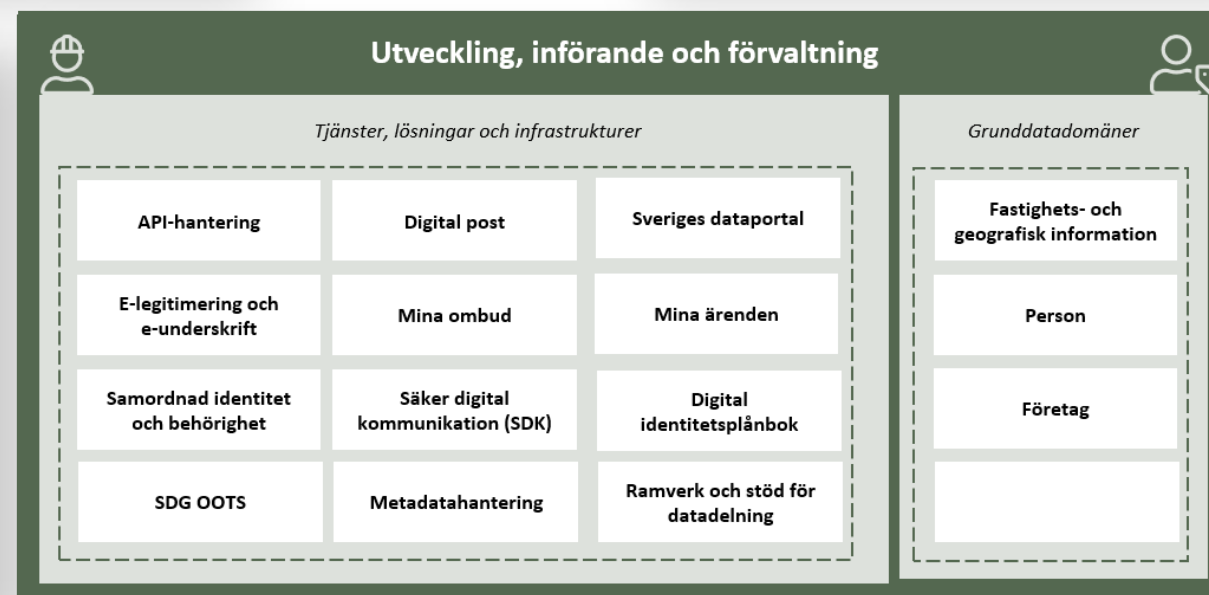 Utveckling, införande och förvaltning
Tjänster, lösningar och infrastrukturer
API-hantering
Digital post
Sveriges dataportal
E-legitimering och
e-underskrift
Mina ombud
Mina ärenden
Samordnad identitet
och behörighet
Säker digital
kommunikation (SDK)
Digital
identitetsplånbok
SDG OOTS
Metadatahantering
Ramverk och stöd för
datadelning
Grunddatadomäner
Fastighets- och
geografisk information
Person
Företag